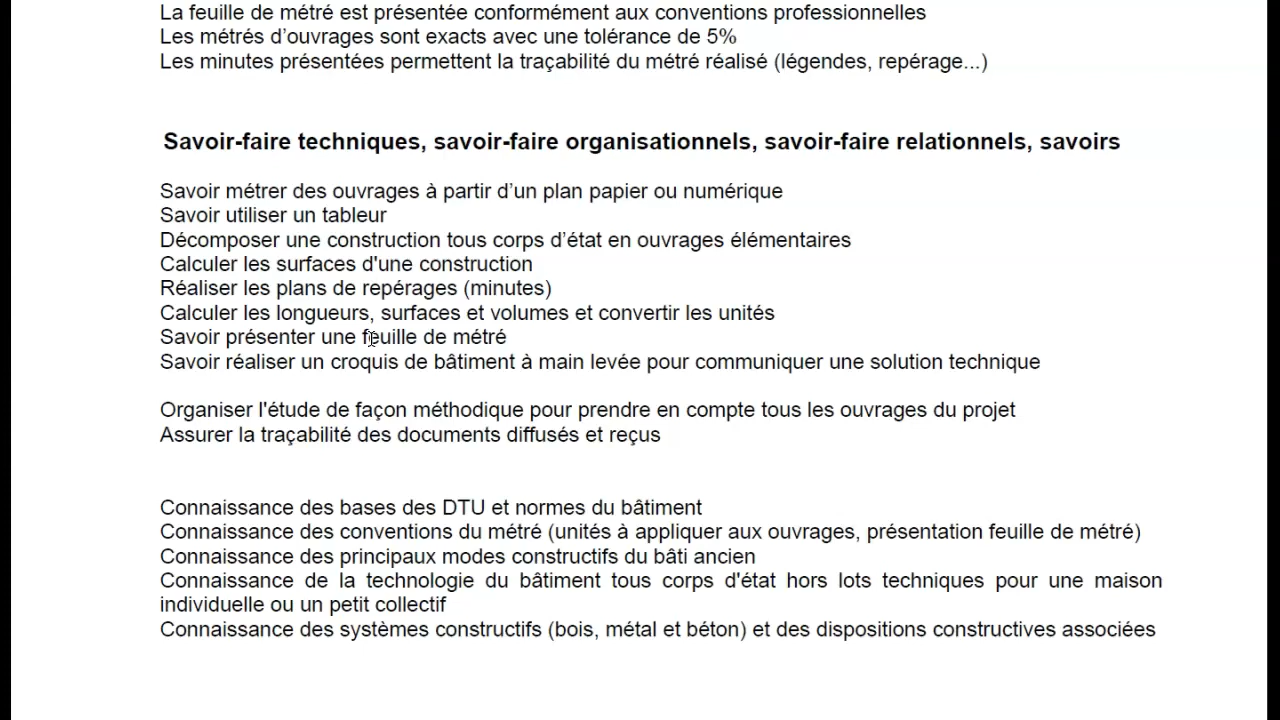 La feuille de métré est présentée conformément aux conventions professionnelles
Les métrés d’ouvrages sont exacts avec une tolérance de 5%
Les minutes présentées permettent la traçabilité du métré réalisé (légendes, repérage...)
Savoir-faire techniques, savoir-faire organisationnels, savoir-faire relationnels, savoirs
Savoir métrer des ouvrages à partir d’un plan papier ou numérique
Savoir utiliser un tableur
Décomposer une construction tous corps d’état en ouvrages élémentaires
Calculer les surfaces d'une construction
Réaliser les plans de repérages (minutes)
Calculer les longueurs, surfaces et volumes et convertir les unités
Savoir présenter une feuille de métré
Savoir réaliser un croquis de bâtiment à main levée pour communiquer une solution technique
Organiser l'étude de façon méthodique pour prendre en compte tous les ouvrages du projet
Assurer la traçabilité des documents diffusés et reçus
Connaissance des bases des DTU et normes du bâtiment
Connaissance des conventions du métré (unités à appliquer aux ouvrages, présentation feuille de métré)
Connaissance des principaux modes constructifs du bâti ancien
Connaissance de la technologie du bâtiment tous corps d'état hors lots techniques pour une maison
individuelle ou un petit collectif
Connaissance des systèmes constructifs (bois, métal et béton) et des dispositions constructives associées